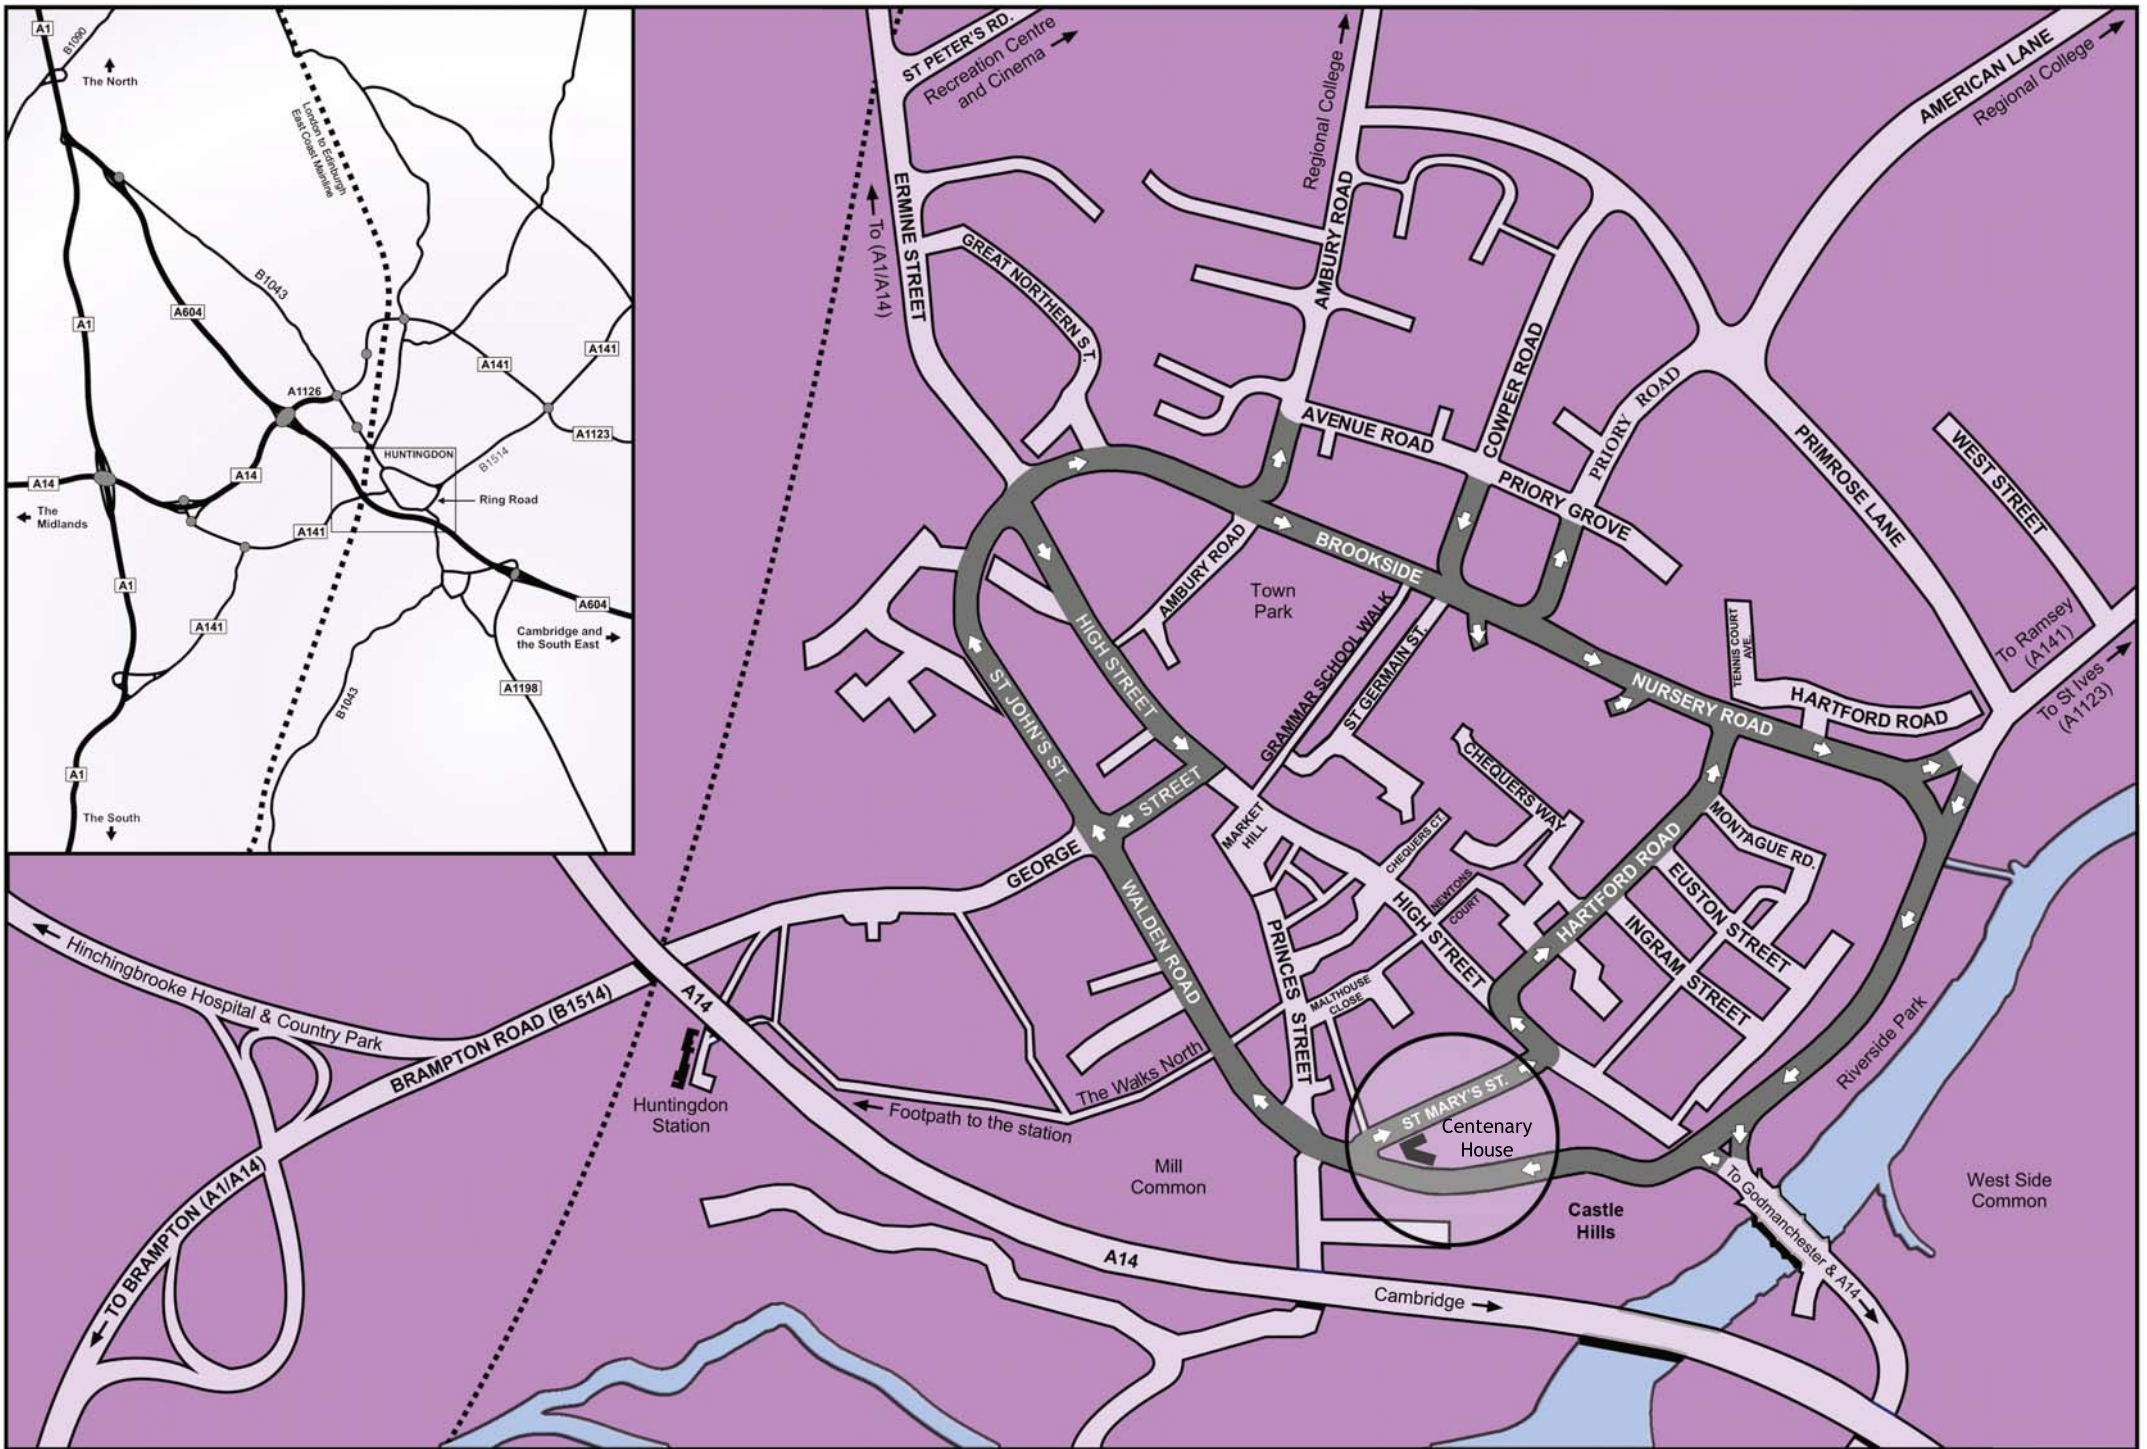 A1
B1090
The North
London to Edinburgh
East Coast Mainline
B1043
A604
A1
A141
A141
A1126
A1123
HUNTINGDON
B1514
Ring Road
A14
A14
The
Midlands
A141
A1
A604
Cambridge and
the South East
A141
A1198
B1043
A1
The South
ST PETER'S RD.
Recreation Centre
and Cinema
Regional College
AMERICAN LANE
Regional College
ERMINE STREET
To (A1/A14)
GREAT NORTHERN ST.
AMBURY ROAD
COWPER ROAD
AVENUE ROAD
PRIORY ROAD
PRIORY GROVE
PRIMROSE LANE
WEST STREET
BROOKSIDE
AMBURY ROAD
Town
Park
HIGH STREET
GRAMMAR SCHOOL WALK
ST GERMAIN ST.
TENNIS COURT
AVE.
HARTFORD ROAD
NURSERY ROAD
To Ramsey
(A141)
To St Ives
(A1123)
ST JOHN'S ST.
GEORGE STREET
MARKET
HILL
CHEQUERS WAY
CHEQUERS CT.
NEWTONS
COURT
MONTAGUE RD.
EUSTON STREET
INGRAM STREET
HARTFORD ROAD
HIGH STREET
WALDEN ROAD
PRINCES STREET
MALTHOUSE
CLOSE
The Walks North
Footpath to the station
Hinchingbrooke Hospital & Country Park
BRAMPTON ROAD (B1514)
A14
Huntingdon
Station
TO BRAMPTON (A1/A14)
ST MARY'S ST.
Centenary
House
Riverside Park
Mill
Common
Castle
Hills
To Godmanchester & A14
West Side
Common
A14
Cambridge